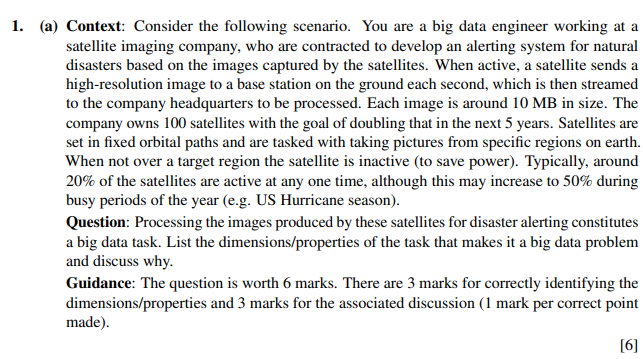 1. (a) Context: Consider the following scenario. You are a big data engineer working at a
satellite imaging company, who are contracted to develop an alerting system for natural
disasters based on the images captured by the satellites. When active, a satellite sends a
high-resolution image to a base station on the ground each second, which is then streamed
to the company headquarters to be processed. Each image is around 10 MB in size. The
company owns 100 satellites with the goal of doubling that in the next 5 years. Satellites are
set in fixed orbital paths and are tasked with taking pictures from specific regions on earth.
When not over a target region the satellite is inactive (to save power). Typically, around
20% of the satellites are active at any one time, although this may increase to 50% during
busy periods of the year (e.g. US Hurricane season).
Question: Processing the images produced by these satellites for disaster alerting constitutes
a big data task. List the dimensions/properties of the task that makes it a big data problem
and discuss why.
Guidance: The question is worth 6 marks. There are 3 marks for correctly identifying the
dimensions/properties and 3 marks for the associated discussion (1 mark per correct point
made).
[6]